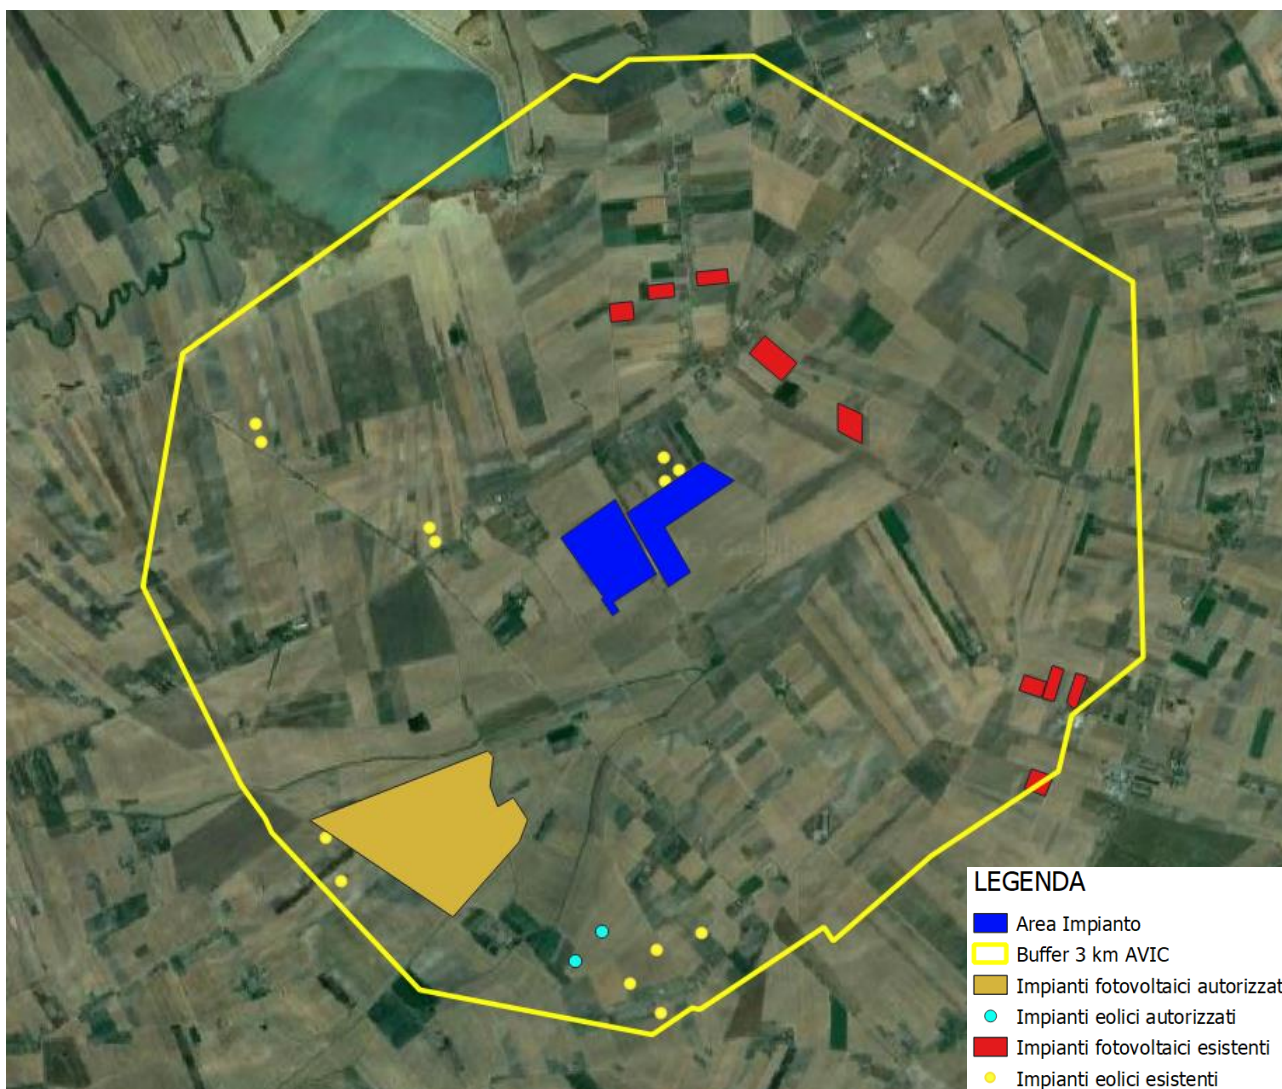 LEGENDA
Area Impianto
Buffer 3 km AVIC
Impianti fotovoltaici autorizzat
Impianti eolici autorizzati
Impianti fotovoltaici esistenti
Impianti eolici esistenti